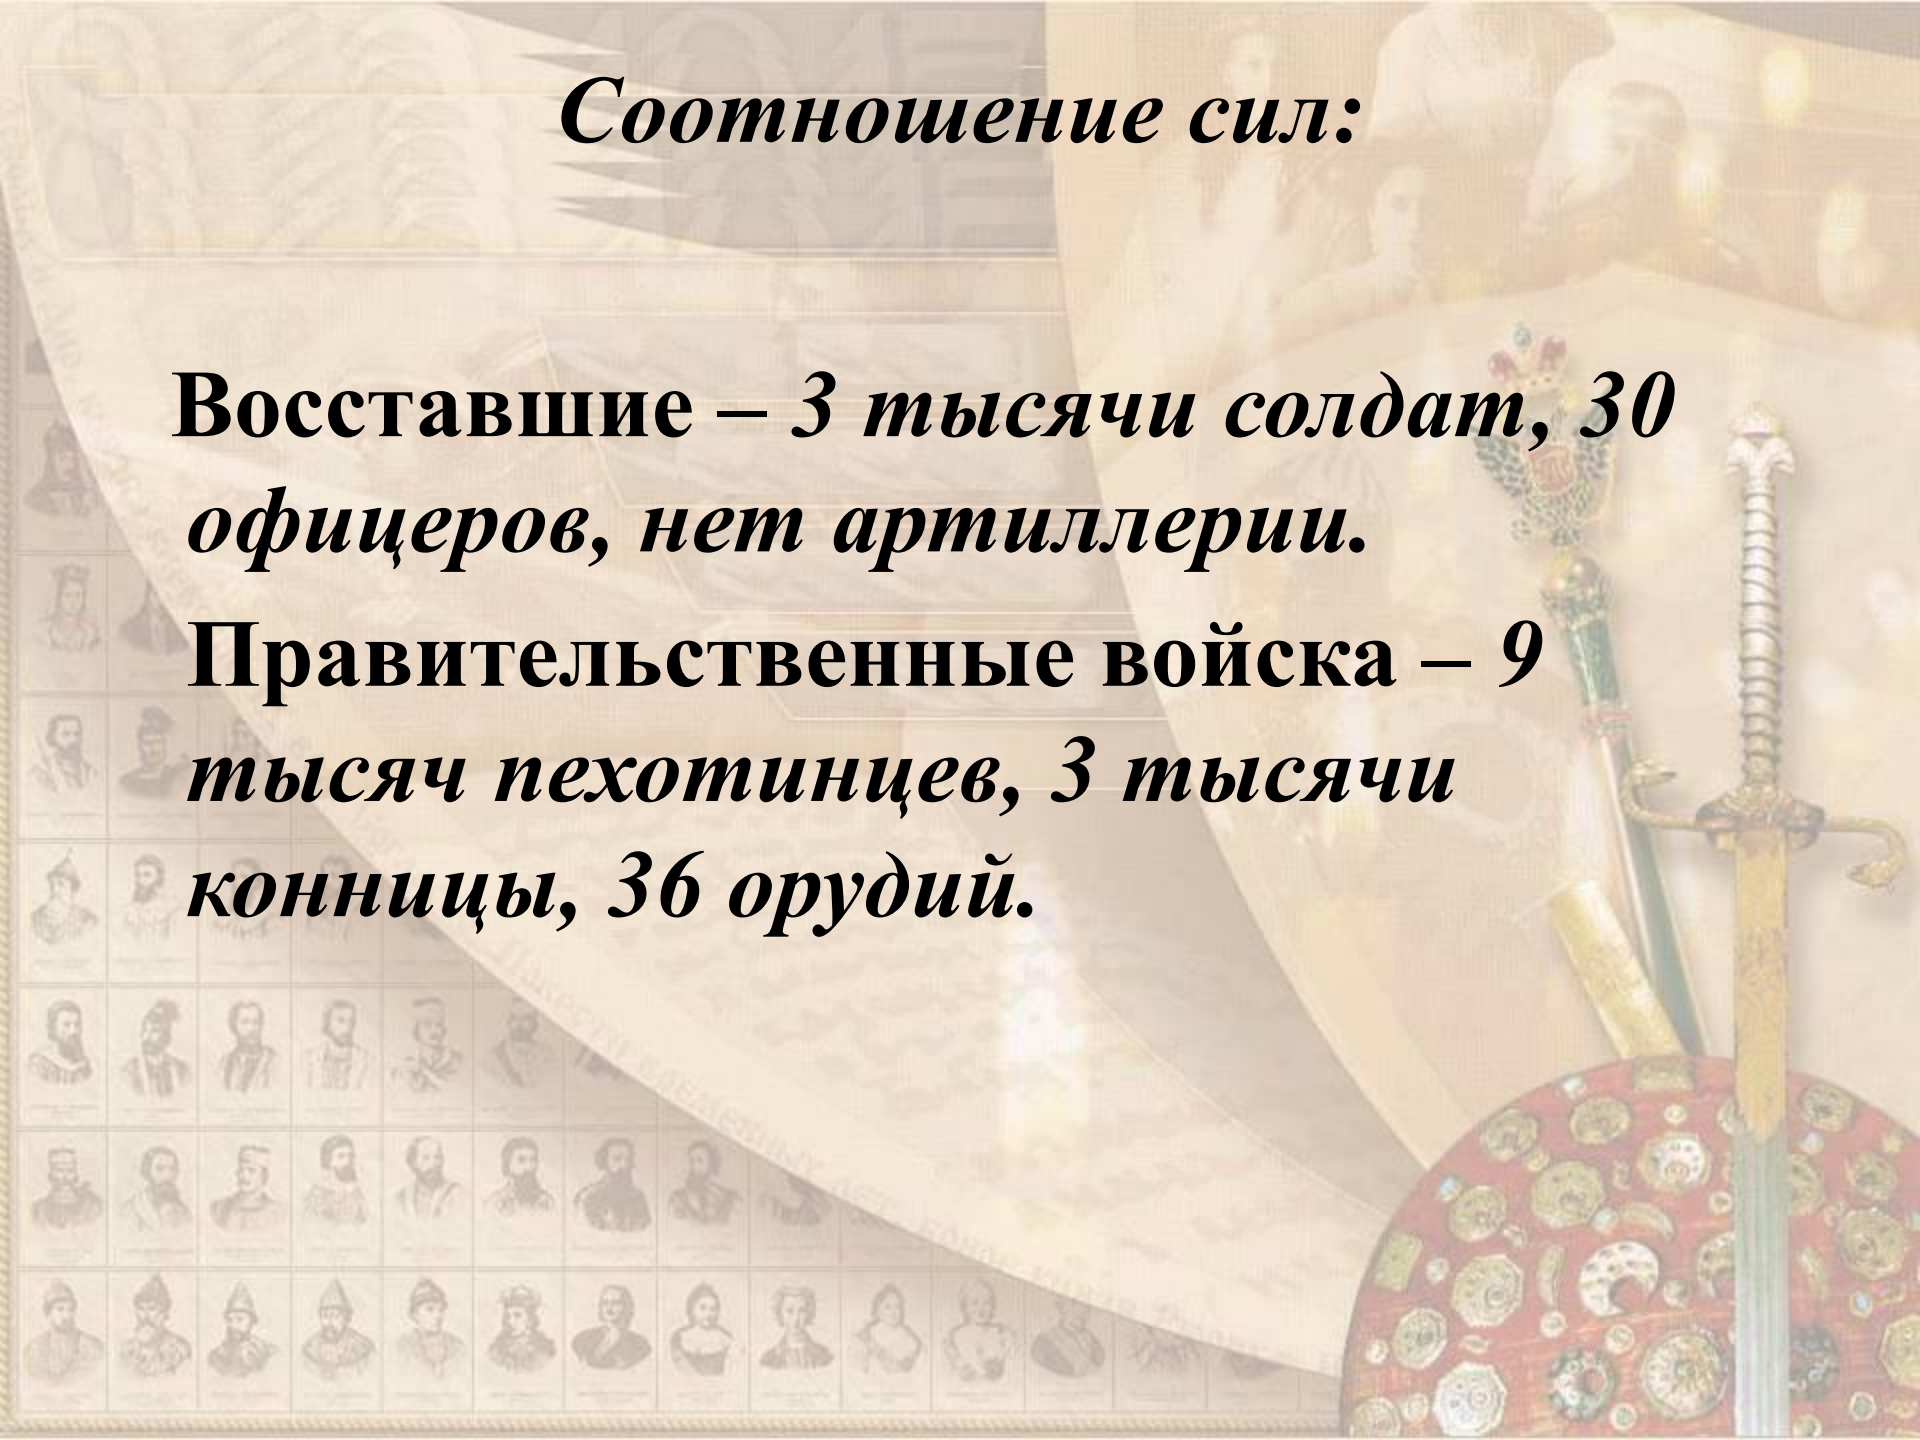 Соотношение сил:
Восставшие – 3 тысячи солдат, 30
офицеров, нет артиллерии.
Правительственные войска – 9
тысяч пехотинцев, 3 тысячи
конницы, 36 орудий.